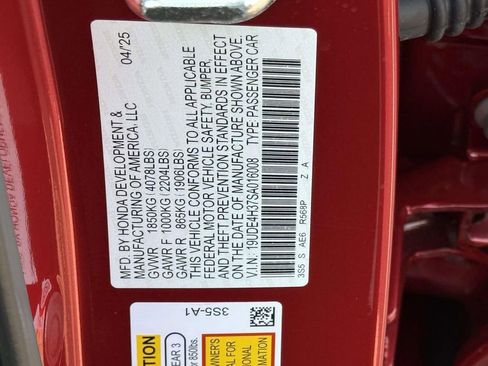 MFD. BY HONDA DEVELOPMENT &
MANUFACTURING OF AMERICA, LLC 04/25
GVWR 1850KG (4078LBS)
GAWR F 1000KG (2204LBS)
GAWR R 865KG (1906LBS)
THIS VEHICLE CONFORMS TO ALL APPLICABLE
FEDERAL MOTOR VEHICLE SAFETY, BUMPER,
AND THEFT PREVENTION STANDARDS IN EFFECT
ON THE DATE OF MANUFACTURE SHOWN ABOVE.
V.I.N.: 19UDE4H37SA016008 TYPE: PASSENGER CAR
3S5 S AE6 R568P Z A
3S5-A1